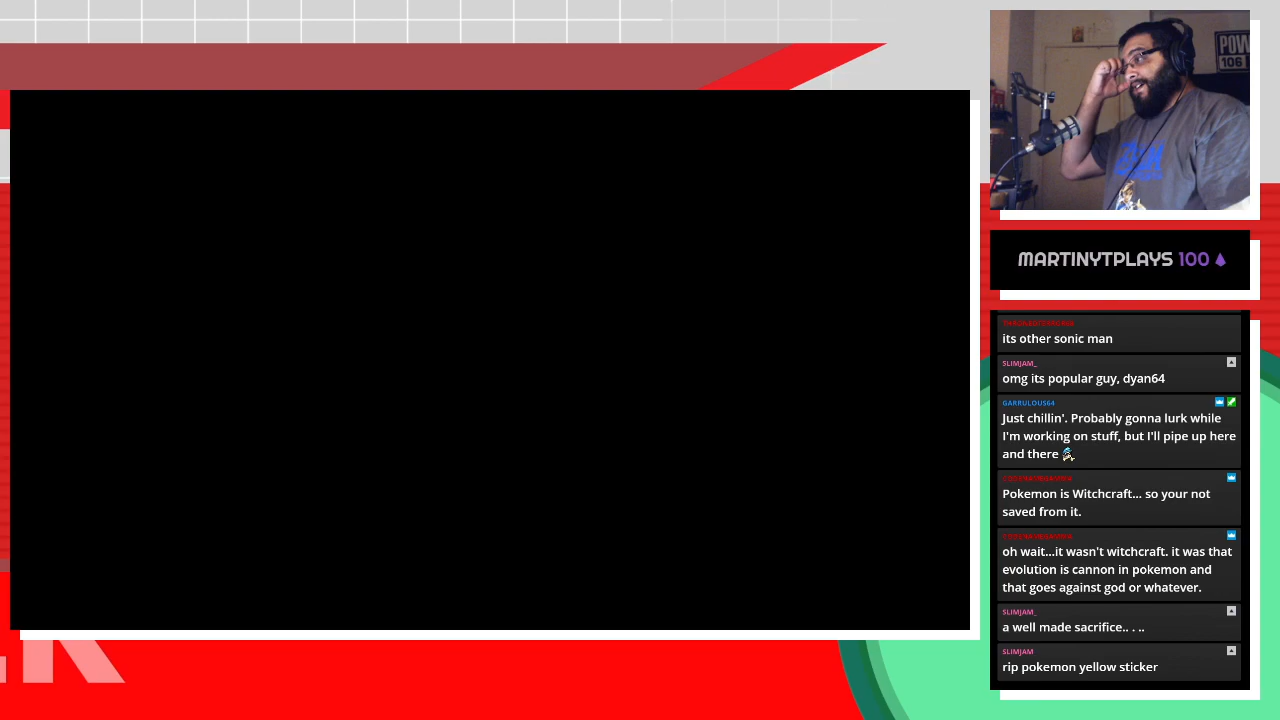 POW
106
MARTINYTPLAYS 100
its other sonic man
SLIMJAM_
omg its popular guy, dyan64
GARRULOUS64
Just chillin'. Probably gonna lurk while
I'm working on stuff, but I'll pipe up here
and there
Pokemon is Witchcraft... so your not
saved from it.
oh wait...it wasn't witchcraft. it was that
evolution is cannon in pokemon and
that goes against god or whatever.
SLIMJAM_
a well made sacrifice.. . ..
SLIMJAM
rip pokemon yellow sticker